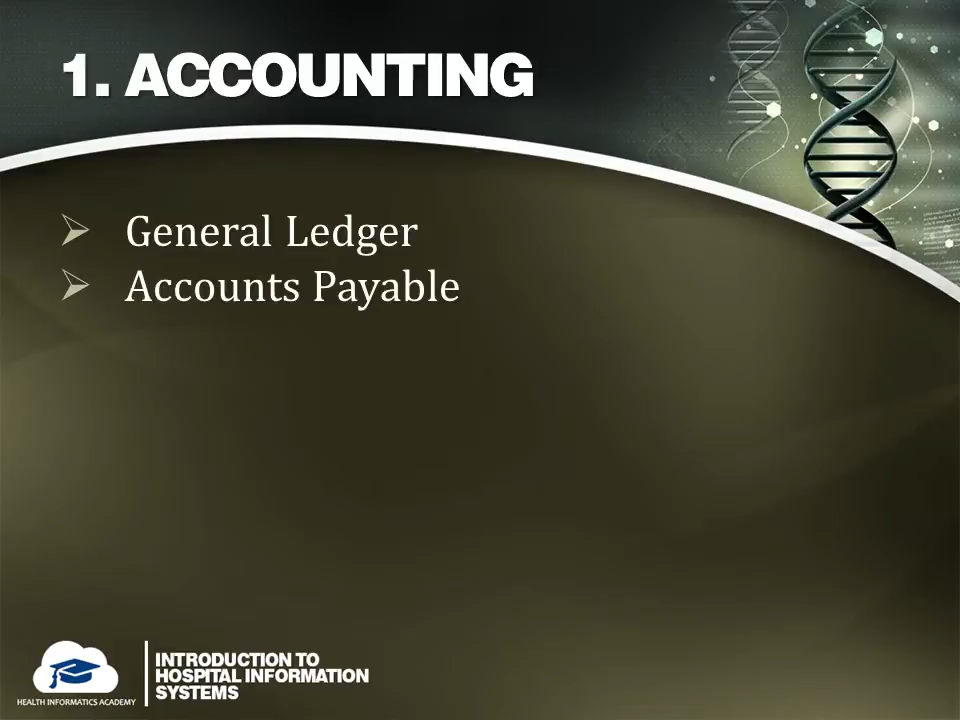 1. ACCOUNTING
General Ledger
Accounts Payable
HEALTH INFORMATICS ACADEMY
INTRODUCTION TO
HOSPITAL INFORMATION
SYSTEMS